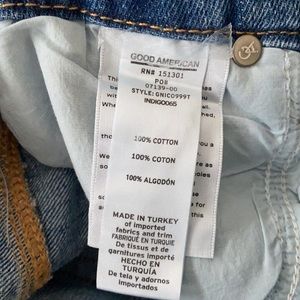 GOOD AMERICAN
RN# 151301
PO#
07139-00
STYLE: GNIC0999T
INDIGO065
100% COTTON
100% COTON
100% ALGODÓN
MADE IN TURKEY
of imported
fabrics and trim
FABRIQUÉ EN TURQUIE
De tissus et de
garnitures importés
HECHO EN
TURQUÍA
De tela y adornos
importados